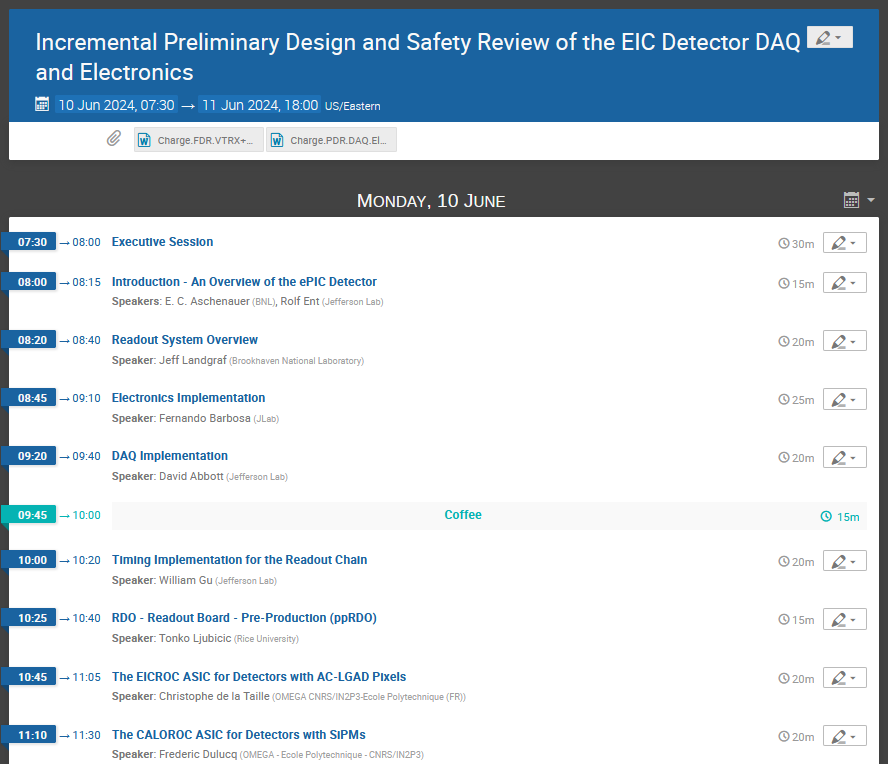 Incremental Preliminary Design and Safety Review of the EIC Detector DAQ
and Electronics
10 Jun 2024, 07:30 → 11 Jun 2024, 18:00 US/Eastern
Charge.FDR.VTRX+... Charge.PDR.DAQ.El...
MONDAY, 10 JUNE
07:30 → 08:00 Executive Session 30m
08:00 → 08:15 Introduction - An Overview of the ePIC Detector 15m
Speakers: E. C. Aschenauer (BNL), Rolf Ent (Jefferson Lab)
08:20 → 08:40 Readout System Overview 20m
Speaker: Jeff Landgraf (Brookhaven National Laboratory)
08:45 → 09:10 Electronics Implementation 25m
Speaker: Fernando Barbosa (JLab)
09:20 → 09:40 DAQ Implementation 20m
Speaker: David Abbott (Jefferson Lab)
09:45 → 10:00 Coffee 15m
10:00 → 10:20 Timing Implementation for the Readout Chain 20m
Speaker: William Gu (Jefferson Lab)
10:25 → 10:40 RDO - Readout Board - Pre-Production (ppRDO) 15m
Speaker: Tonko Ljubicic (Rice University)
10:45 → 11:05 The EICROC ASIC for Detectors with AC-LGAD Pixels 20m
Speaker: Christophe de la Taille (OMEGA CNRS/IN2P3-Ecole Polytechnique (FR))
11:10 → 11:30 The CALOROC ASIC for Detectors with SiPMs 20m
Speaker: Frederic Dulucq (OMEGA - Ecole Polytechnique - CNRS/IN2P3)